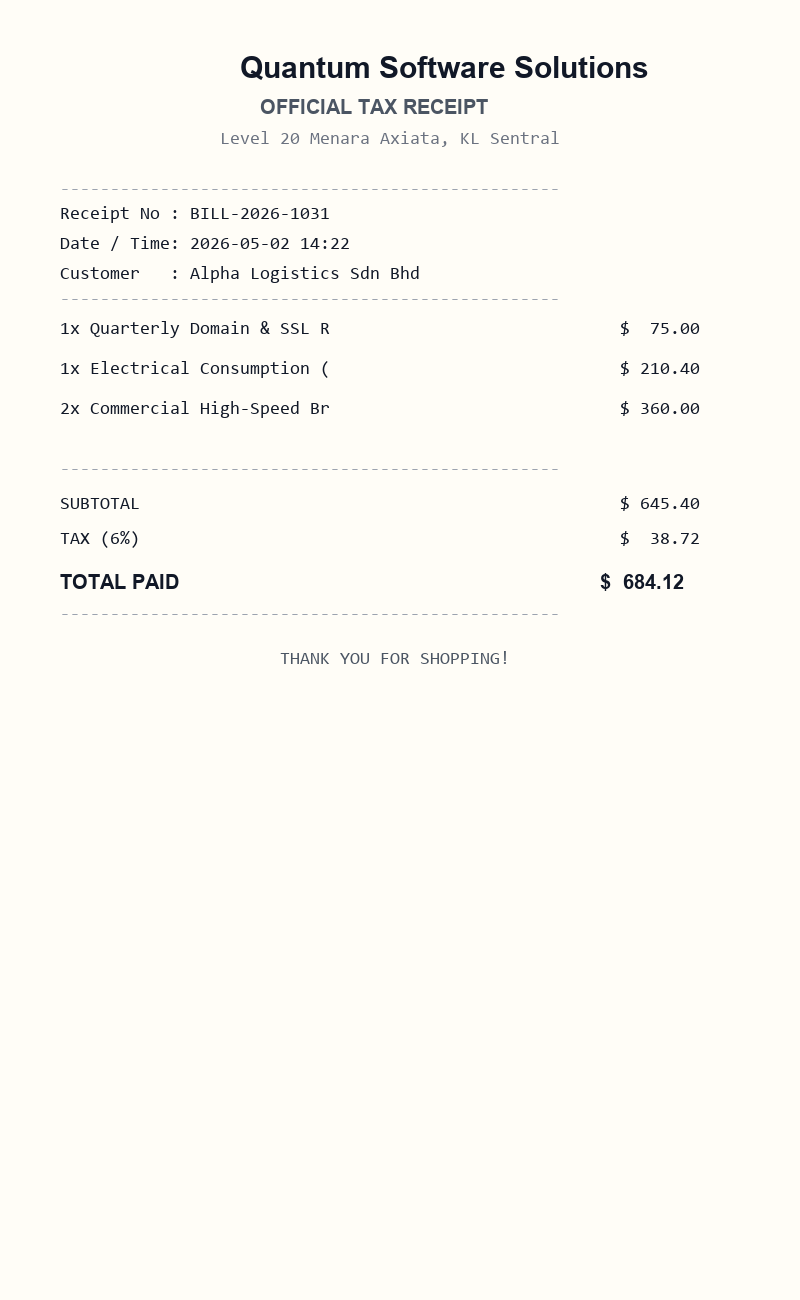 Quantum Software Solutions
OFFICIAL TAX RECEIPT
Level 20 Menara Axiata, KL Sentral
--------------------------------------------------
Receipt No : BILL-2026-1031
Date / Time: 2026-05-02 14:22
Customer   : Alpha Logistics Sdn Bhd
--------------------------------------------------
1x Quarterly Domain & SSL R $  75.00
1x Electrical Consumption ( $ 210.40
2x Commercial High-Speed Br $ 360.00
--------------------------------------------------
SUBTOTAL $ 645.40
TAX (6%) $  38.72
TOTAL PAID $ 684.12
--------------------------------------------------
THANK YOU FOR SHOPPING!